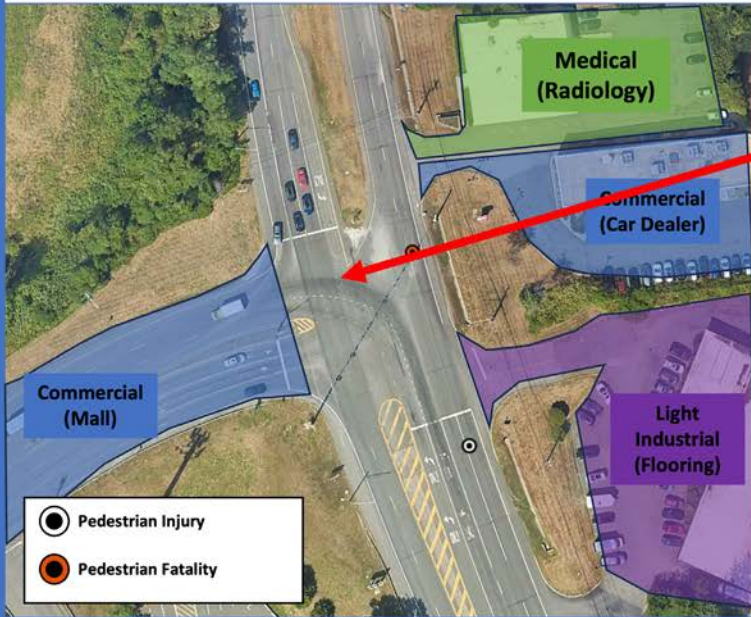 Medical
(Radiology)
Commercial
(Car Dealer)
Commercial
(Mall)
Light
Industrial
(Flooring)
Pedestrian Injury
Pedestrian Fatality